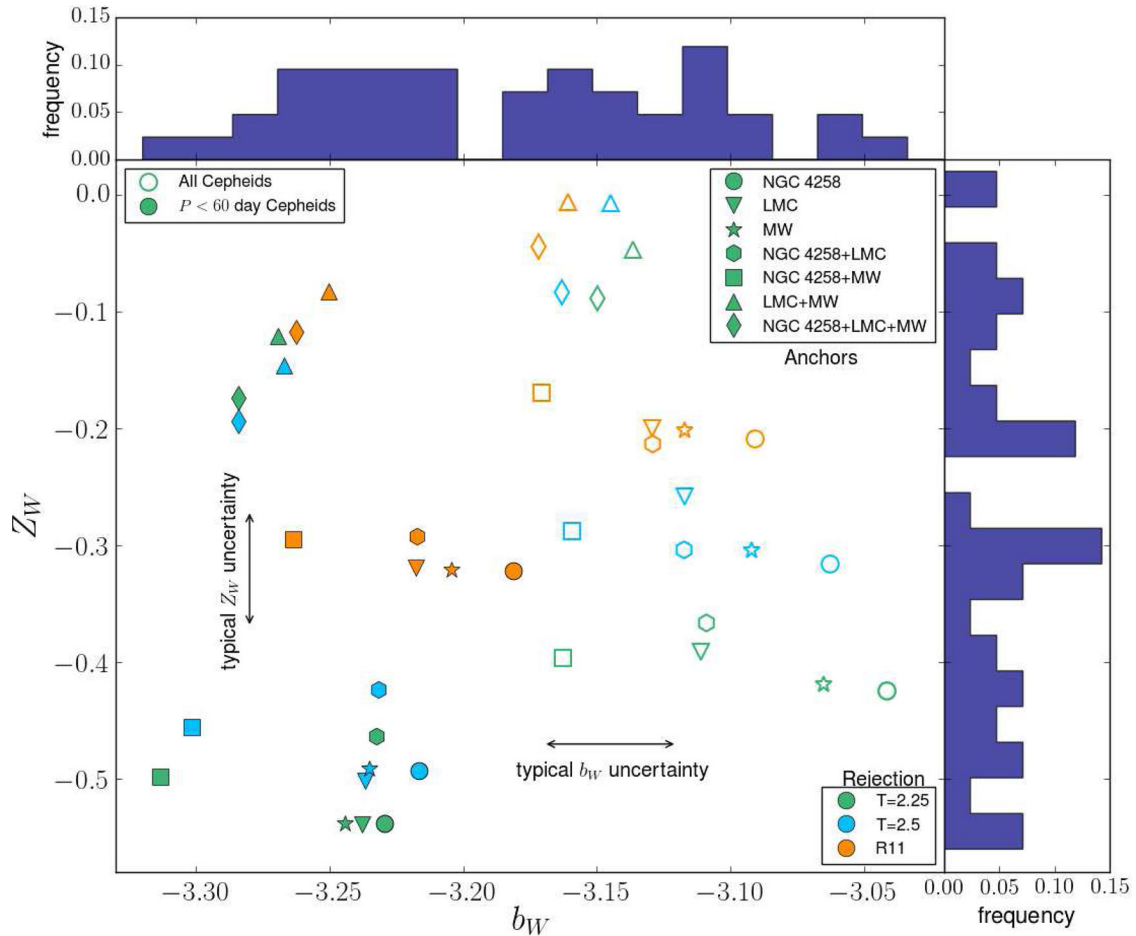 0.15
0.10
0.05
0.00
frequency
All Cepheids
P < 60 day Cepheids
NGC 4258
LMC
MW
NGC 4258+LMC
NGC 4258+MW
LMC+MW
NGC 4258+LMC+MW
Anchors
0.0
−0.1
−0.2
−0.3
−0.4
−0.5
Z_W
typical Z_W uncertainty
typical b_W uncertainty
Rejection
T=2.25
T=2.5
R11
−3.30
−3.25
−3.20
−3.15
−3.10
−3.05
b_W
0.00
0.05
0.10
0.15
frequency